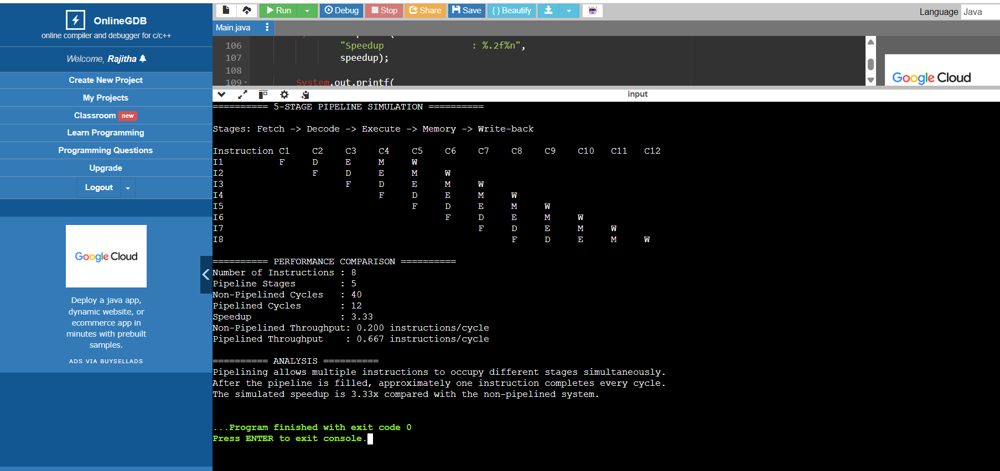 OnlineGDB
online compiler and debugger for c/c++
Welcome, Rajitha
Create New Project
My Projects
Classroom new
Learn Programming
Programming Questions
Upgrade
Logout
Google Cloud
Deploy a java app,
dynamic website, or
ecommerce app in
minutes with prebuilt
samples.
ADS VIA BUYSELLADS
Run Debug Stop Share Save { } Beautify
Language Java
Main.java
106 "Speedup : %.2f%n",
107 speedup);
108
109 System.out.printf(
Google Cloud
input
========== 5-STAGE PIPELINE SIMULATION ==========
Stages: Fetch -> Decode -> Execute -> Memory -> Write-back
Instruction C1 C2 C3 C4 C5 C6 C7 C8 C9 C10 C11 C12
I1 F D E M W
I2 F D E M W
I3 F D E M W
I4 F D E M W
I5 F D E M W
I6 F D E M W
I7 F D E M W
I8 F D E M W
========== PERFORMANCE COMPARISON ==========
Number of Instructions : 8
Pipeline Stages : 5
Non-Pipelined Cycles : 40
Pipelined Cycles : 12
Speedup : 3.33
Non-Pipelined Throughput: 0.200 instructions/cycle
Pipelined Throughput : 0.667 instructions/cycle
========== ANALYSIS ==========
Pipelining allows multiple instructions to occupy different stages simultaneously.
After the pipeline is filled, approximately one instruction completes every cycle.
The simulated speedup is 3.33x compared with the non-pipelined system.
...Program finished with exit code 0
Press ENTER to exit console.